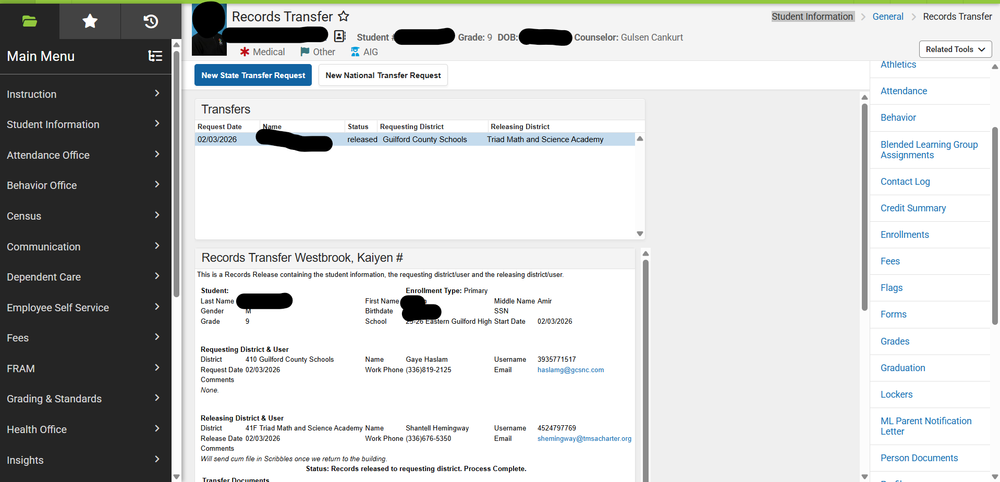 Records Transfer
Student Information > General > Records Transfer
Student # Grade: 9 DOB: Counselor: Gulsen Cankurt
Medical Other AIG
Related Tools
Main Menu
Instruction
Student Information
Attendance Office
Behavior Office
Census
Communication
Dependent Care
Employee Self Service
Fees
FRAM
Grading & Standards
Health Office
Insights
New State Transfer Request
New National Transfer Request
Transfers
Request Date Name Status Requesting District Releasing District
02/03/2026 released Guilford County Schools Triad Math and Science Academy
Records Transfer Westbrook, Kaiyen #
This is a Records Release containing the student information, the requesting district/user and the releasing district/user.
Student: Enrollment Type: Primary
Last Name First Name Middle Name Amir
Gender M Birthdate SSN
Grade 9 School 25-26 Eastern Guilford High Start Date 02/03/2026
Requesting District & User
District 410 Guilford County Schools Name Gaye Haslam Username 3935771517
Request Date 02/03/2026 Work Phone (336)819-2125 Email haslamg@gcsnc.com
Comments
None.
Releasing District & User
District 41F Triad Math and Science Academy Name Shantell Hemingway Username 4524797769
Release Date 02/03/2026 Work Phone (336)676-5350 Email shemingway@tmsacharter.org
Comments
Will send cum file in Scribbles once we return to the building.
Status: Records released to requesting district. Process Complete.
Transfer Documents
Athletics
Attendance
Behavior
Blended Learning Group
Assignments
Contact Log
Credit Summary
Enrollments
Fees
Flags
Forms
Grades
Graduation
Lockers
ML Parent Notification
Letter
Person Documents